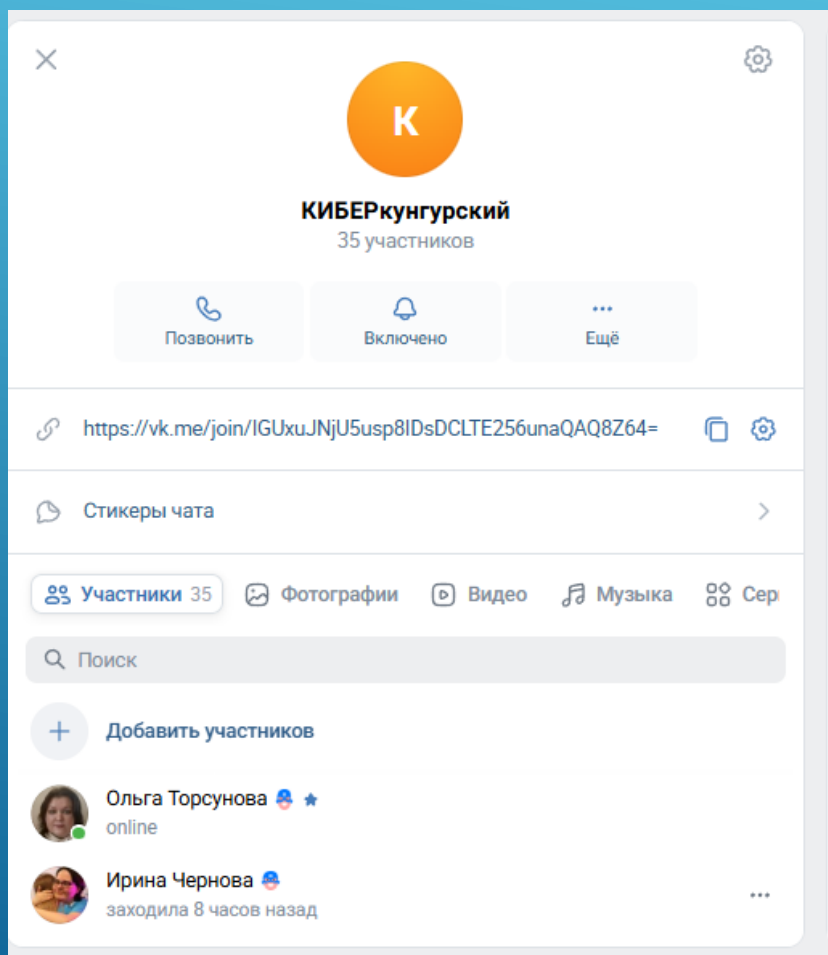 К
КИБЕРкунгурский
35 участников
Позвонить
Включено
Ещё
https://vk.me/join/IGUxuJNjU5usp8IDsDCLTE256unaQAQ8Z64=
Стикеры чата
Участники 35
Фотографии
Видео
Музыка
Сер
Поиск
Добавить участников
Ольга Торсунова
online
Ирина Чернова
заходила 8 часов назад